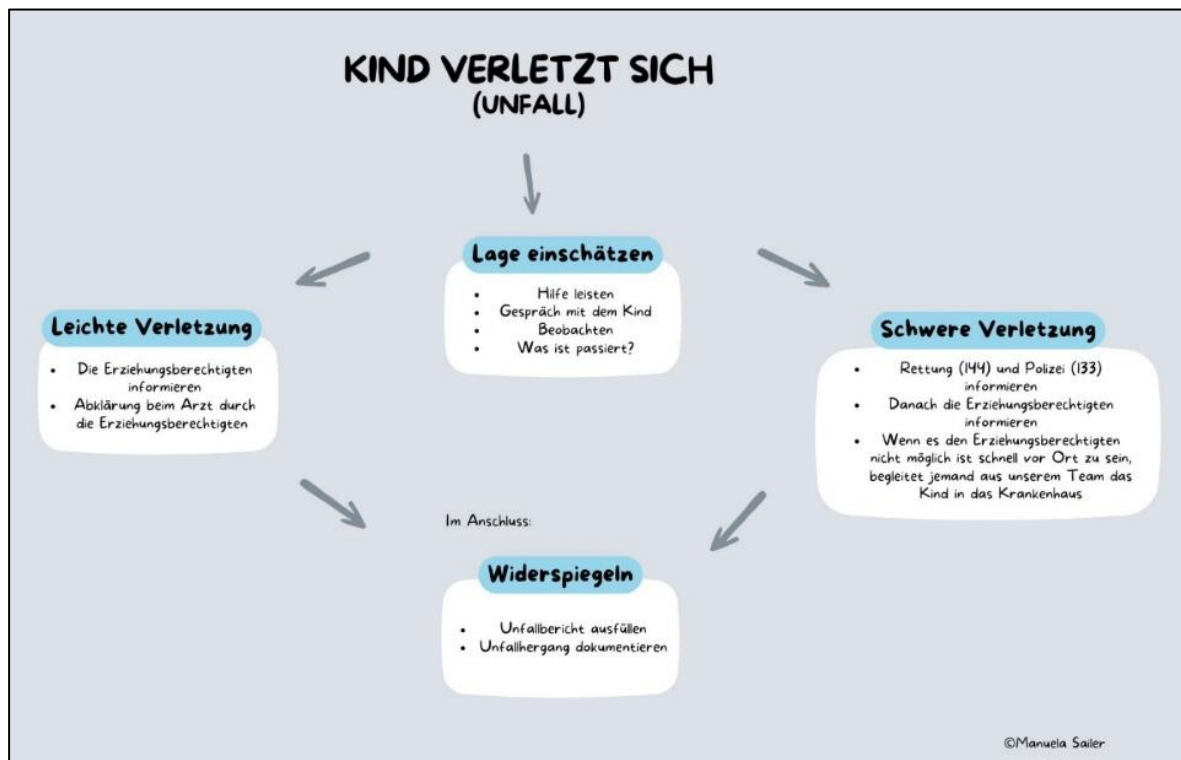 KIND VERLETZT SICH
(UNFALL)
Lage einschätzen
• Hilfe leisten
• Gespräch mit dem Kind
• Beobachten
• Was ist passiert?
Leichte Verletzung
• Die Erziehungsberechtigten
informieren
• Abklärung beim Arzt durch
die Erziehungsberechtigten
Schwere Verletzung
• Rettung (144) und Polizei (133)
informieren
• Danach die Erziehungsberechtigten
informieren
• Wenn es den Erziehungsberechtigten
nicht möglich ist schnell vor Ort zu sein,
begleitet jemand aus unserem Team das
Kind in das Krankenhaus
Im Anschluss:
Widerspiegeln
• Unfallbericht ausfüllen
• Unfallhergang dokumentieren
©Manuela Sailer